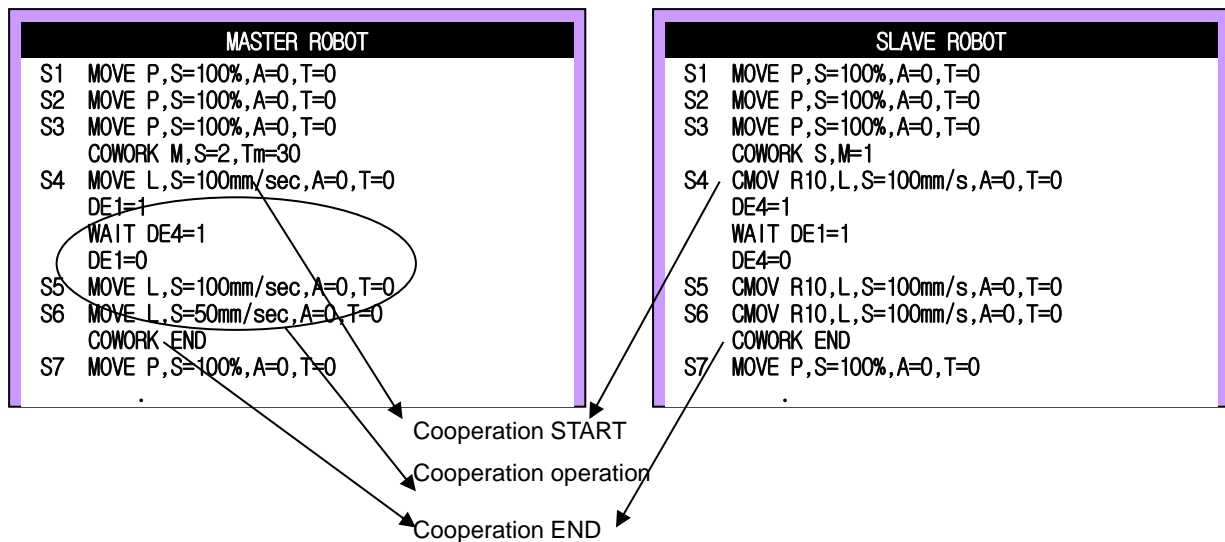 MASTER ROBOT
S1 MOVE P,S=100%,A=0,T=0
S2 MOVE P,S=100%,A=0,T=0
S3 MOVE P,S=100%,A=0,T=0
COWORK M,S=2,Tm=30
S4 MOVE L,S=100mm/sec,A=0,T=0
DE1=1
WAIT DE4=1
DE1=0
S5 MOVE L,S=100mm/sec,A=0,T=0
S6 MOVE L,S=50mm/sec,A=0,T=0
COWORK END
S7 MOVE P,S=100%,A=0,T=0
.
SLAVE ROBOT
S1 MOVE P,S=100%,A=0,T=0
S2 MOVE P,S=100%,A=0,T=0
S3 MOVE P,S=100%,A=0,T=0
COWORK S,M=1
S4 CMOV R10,L,S=100mm/s,A=0,T=0
DE4=1
WAIT DE1=1
DE4=0
S5 CMOV R10,L,S=100mm/s,A=0,T=0
S6 CMOV R10,L,S=100mm/s,A=0,T=0
COWORK END
S7 MOVE P,S=100%,A=0,T=0
.
Cooperation START
Cooperation operation
Cooperation END